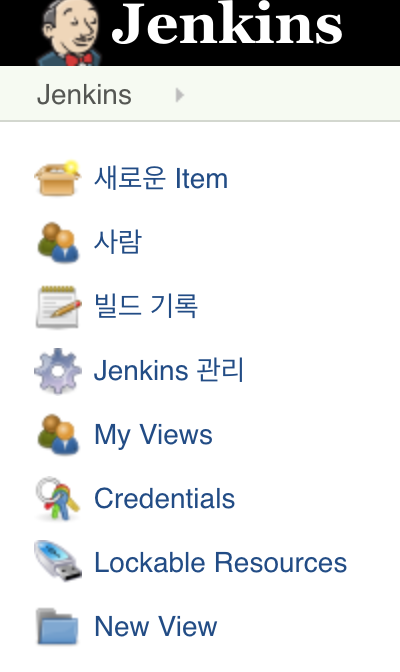 Jenkins
Jenkins
새로운 Item
사람
빌드 기록
Jenkins 관리
My Views
Credentials
Lockable Resources
New View